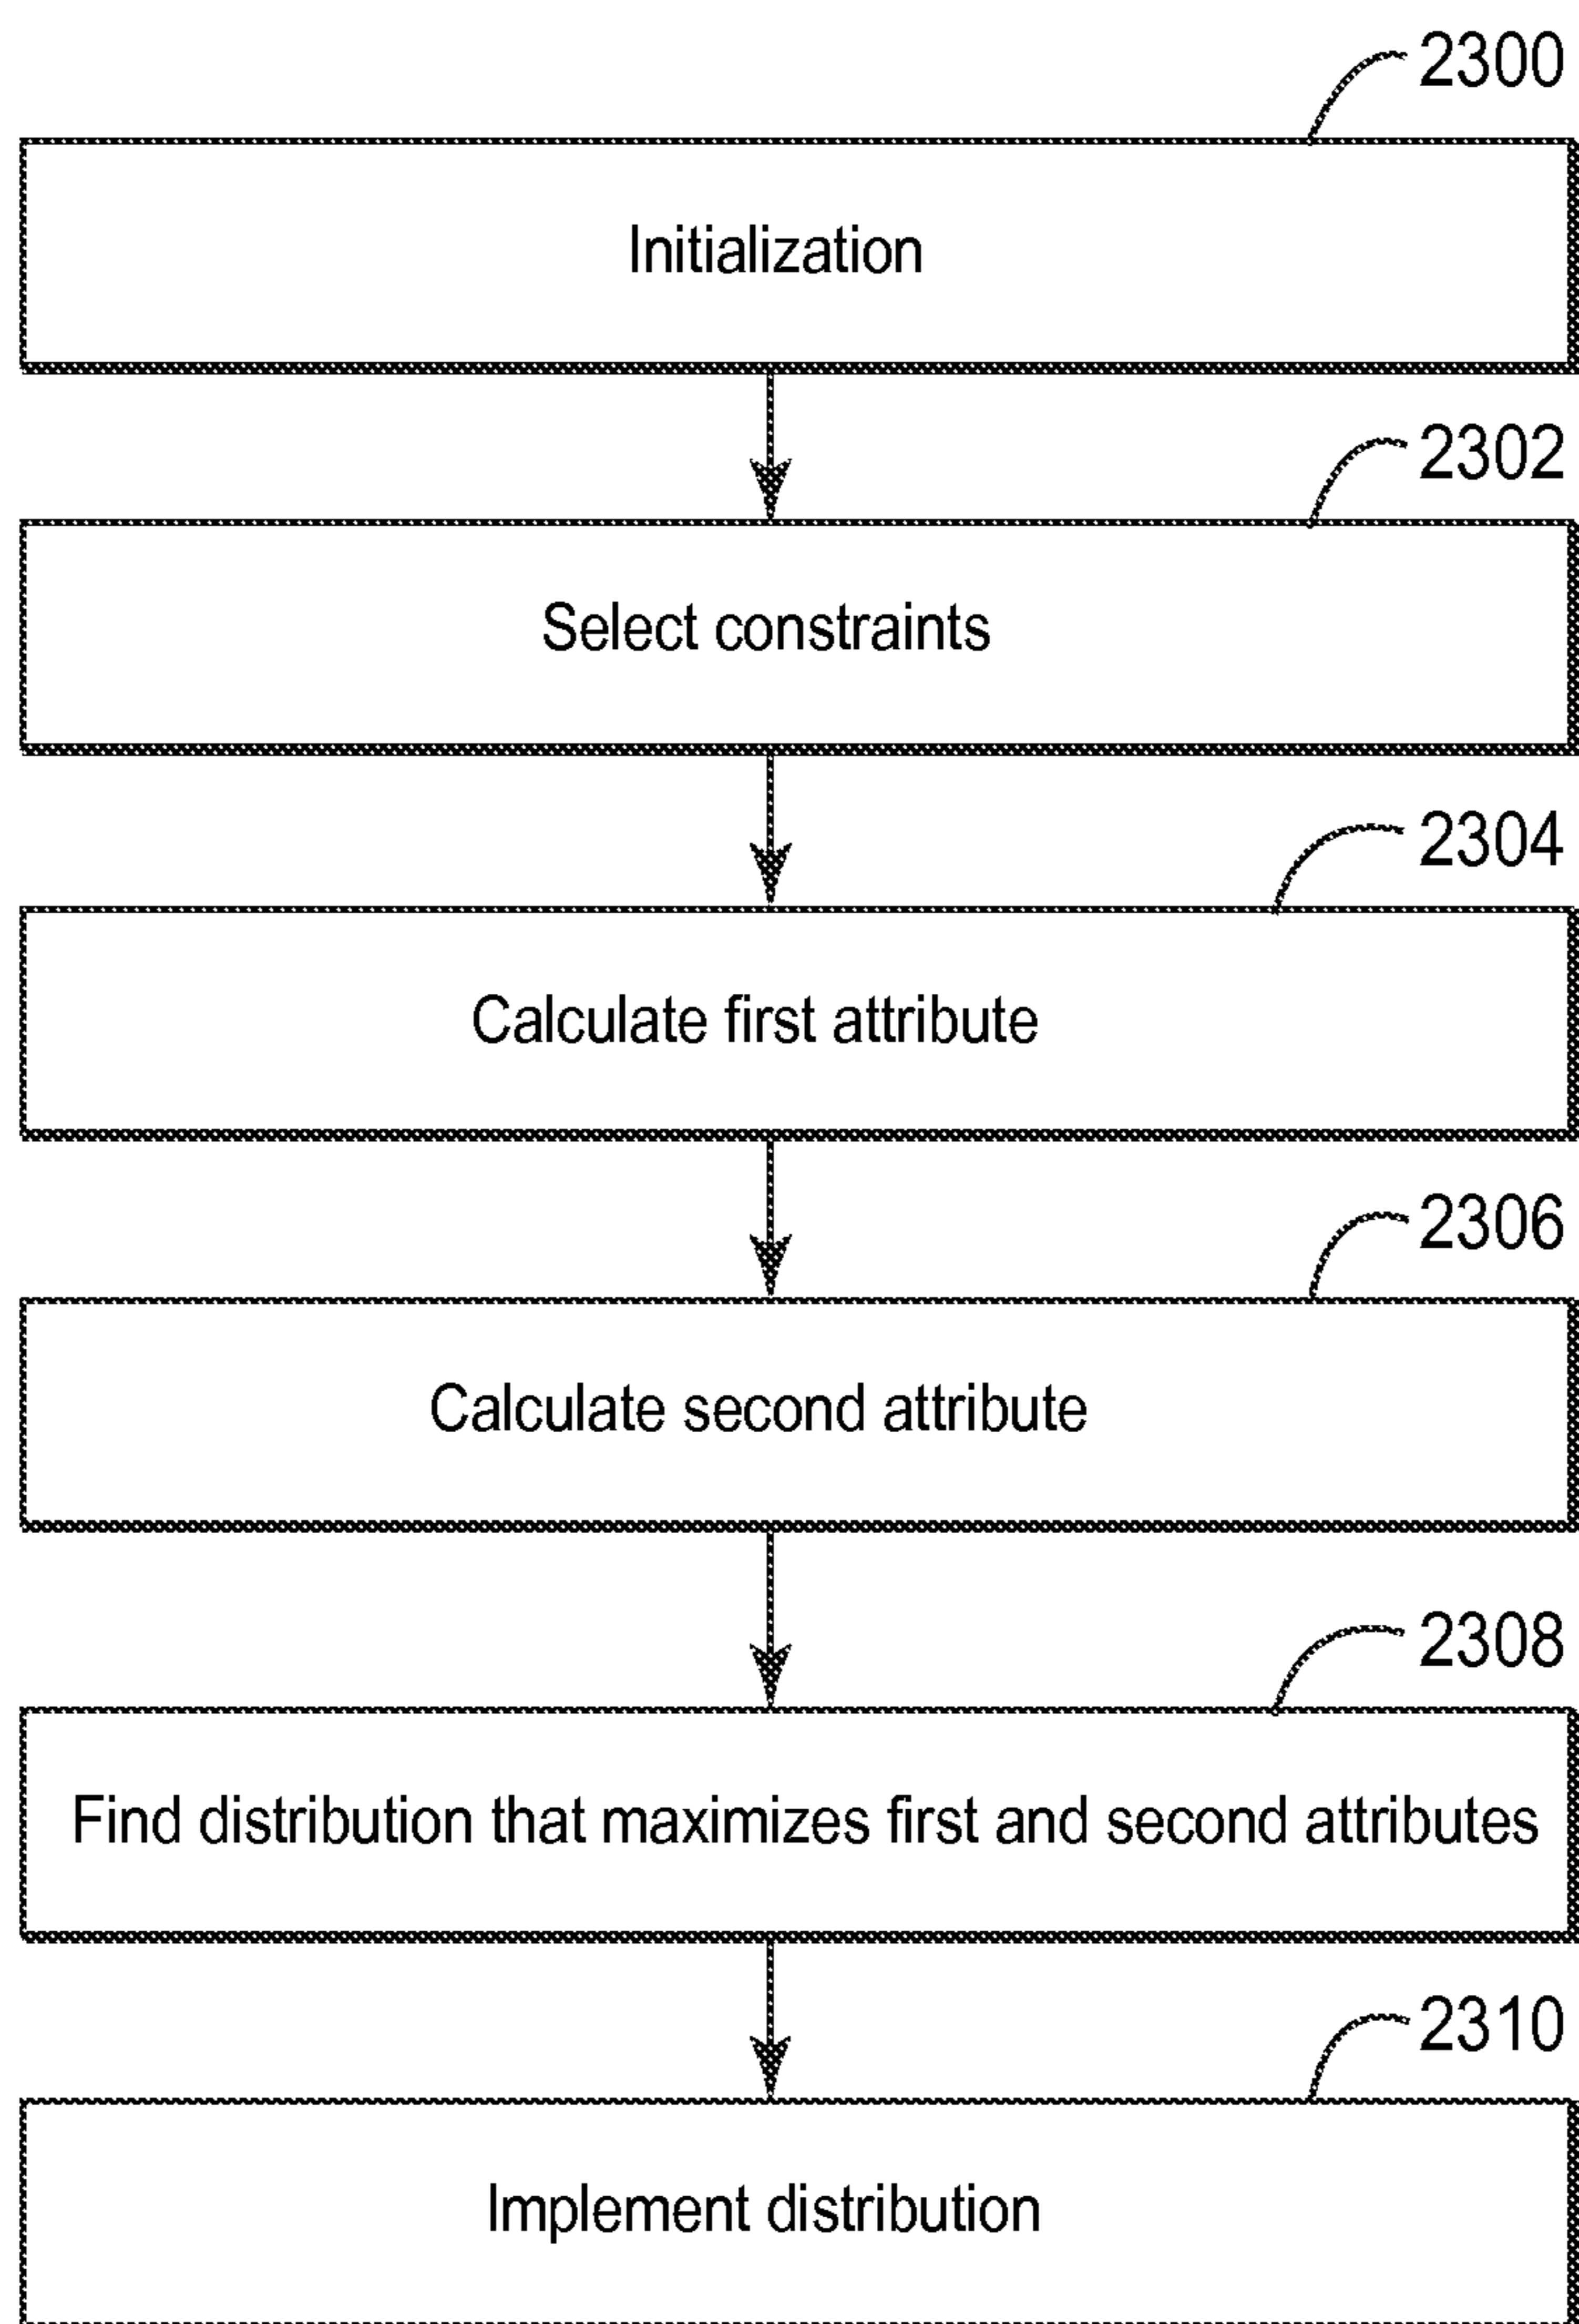 2300
Initialization
2302
Select constraints
2304
Calculate first attribute
2306
Calculate second attribute
2308
Find distribution that maximizes first and second attributes
2310
Implement distribution